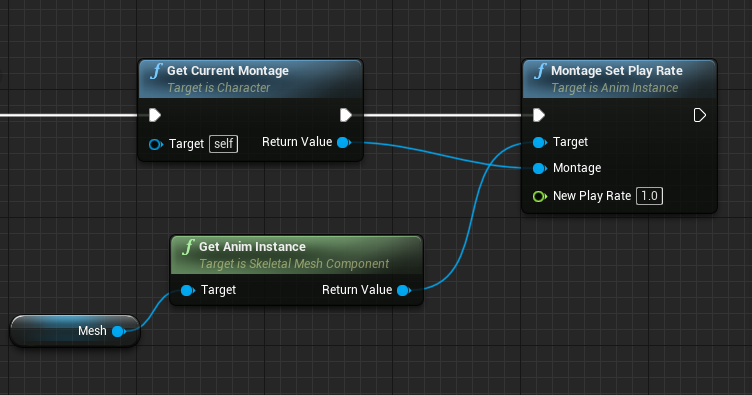 Get Current Montage
Target is Character
Target self
Return Value
Montage Set Play Rate
Target is Anim Instance
Target
Montage
New Play Rate 1.0
Get Anim Instance
Target is Skeletal Mesh Component
Target
Return Value
Mesh